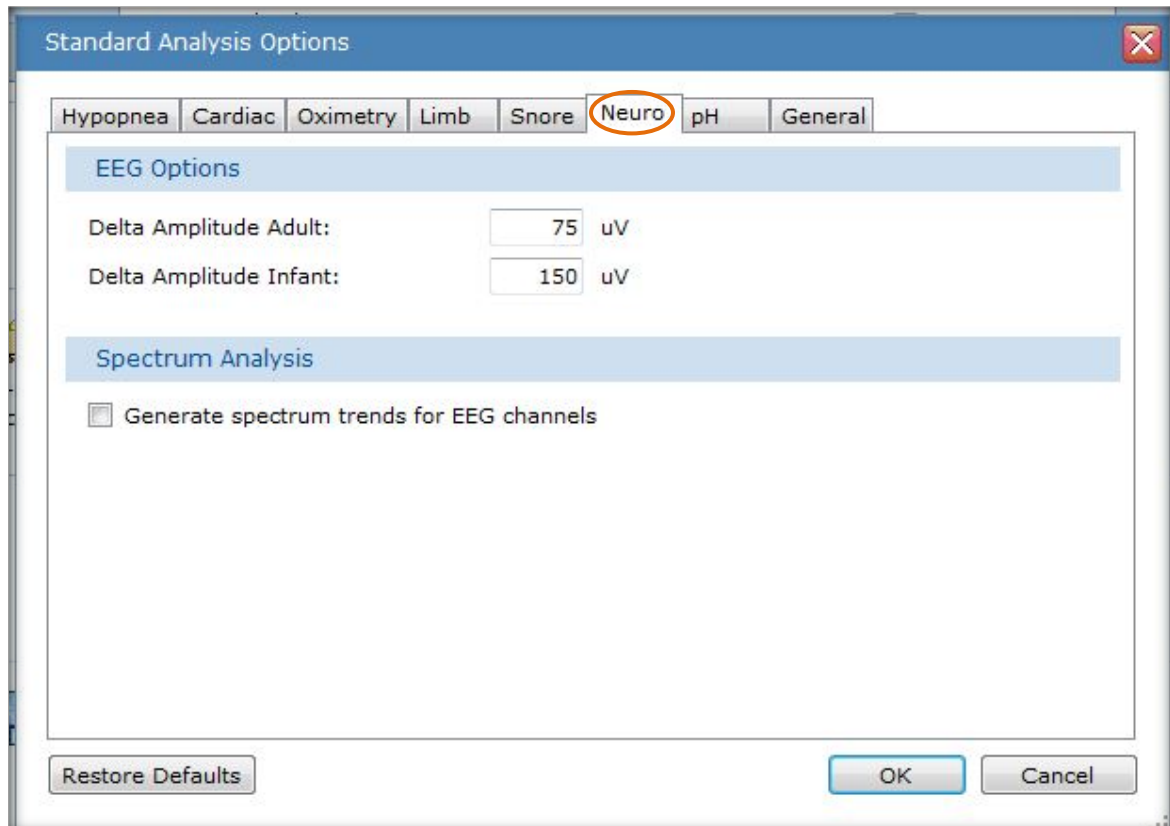 Standard Analysis Options
Hypopnea Cardiac Oximetry Limb Snore Neuro pH General
EEG Options
Delta Amplitude Adult: 75 uV
Delta Amplitude Infant: 150 uV
Spectrum Analysis
Generate spectrum trends for EEG channels
Restore Defaults OK Cancel